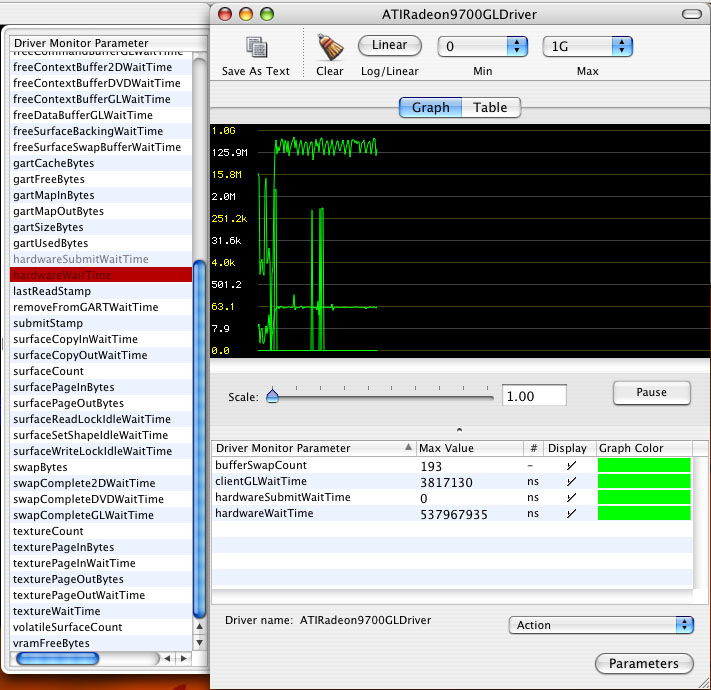 Driver Monitor Parameter
freeCommandBufferGLWaitTime
freeContextBuffer2DWaitTime
freeContextBufferDVDWaitTime
freeContextBufferGLWaitTime
freeDataBufferGLWaitTime
freeSurfaceBackingWaitTime
freeSurfaceSwapBufferWaitTime
gartCacheBytes
gartFreeBytes
gartMapInBytes
gartMapOutBytes
gartSizeBytes
gartUsedBytes
hardwareSubmitWaitTime
hardwareWaitTime
lastReadStamp
removeFromGARTWaitTime
submitStamp
surfaceCopyInWaitTime
surfaceCopyOutWaitTime
surfaceCount
surfacePageInBytes
surfacePageOutBytes
surfaceReadLockIdleWaitTime
surfaceSetShapeIdleWaitTime
surfaceWriteLockIdleWaitTime
swapBytes
swapComplete2DWaitTime
swapCompleteDVDWaitTime
swapCompleteGLWaitTime
textureCount
texturePageInBytes
texturePageInWaitTime
texturePageOutBytes
texturePageOutWaitTime
textureWaitTime
volatileSurfaceCount
vramFreeBytes
ATIRadeon9700GLDriver
Linear 0 1G
Save As Text Clear Log/Linear Min Max
Graph Table
1.0G
125.9M
15.8M
2.0M
251.2k
31.6k
4.0k
501.2
63.1
7.9
0.0
Scale: 1.00 Pause
Driver Monitor Parameter Max Value # Display Graph Color
bufferSwapCount 193 –
clientGLWaitTime 3817130 ns
hardwareSubmitWaitTime 0 ns
hardwareWaitTime 537967935 ns
Driver name: ATIRadeon9700GLDriver Action
Parameters